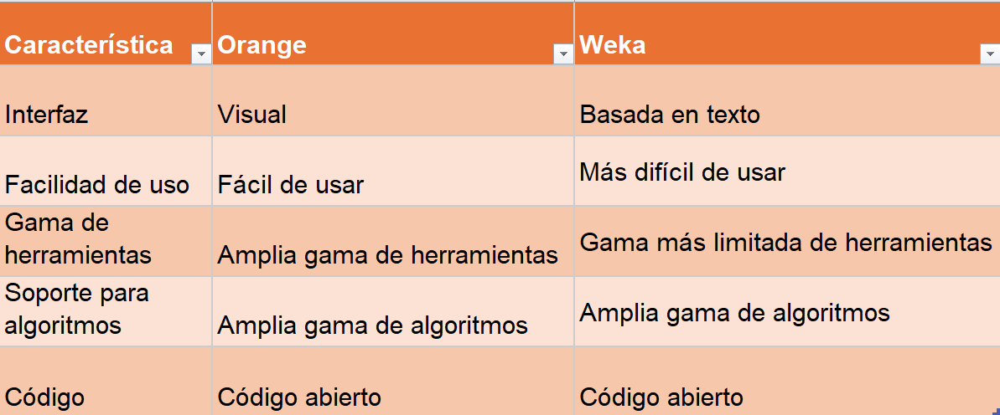 Característica Orange Weka
Interfaz Visual Basada en texto
Facilidad de uso Fácil de usar Más difícil de usar
Gama de
herramientas Amplia gama de herramientas Gama más limitada de herramientas
Soporte para
algoritmos Amplia gama de algoritmos Amplia gama de algoritmos
Código Código abierto Código abierto